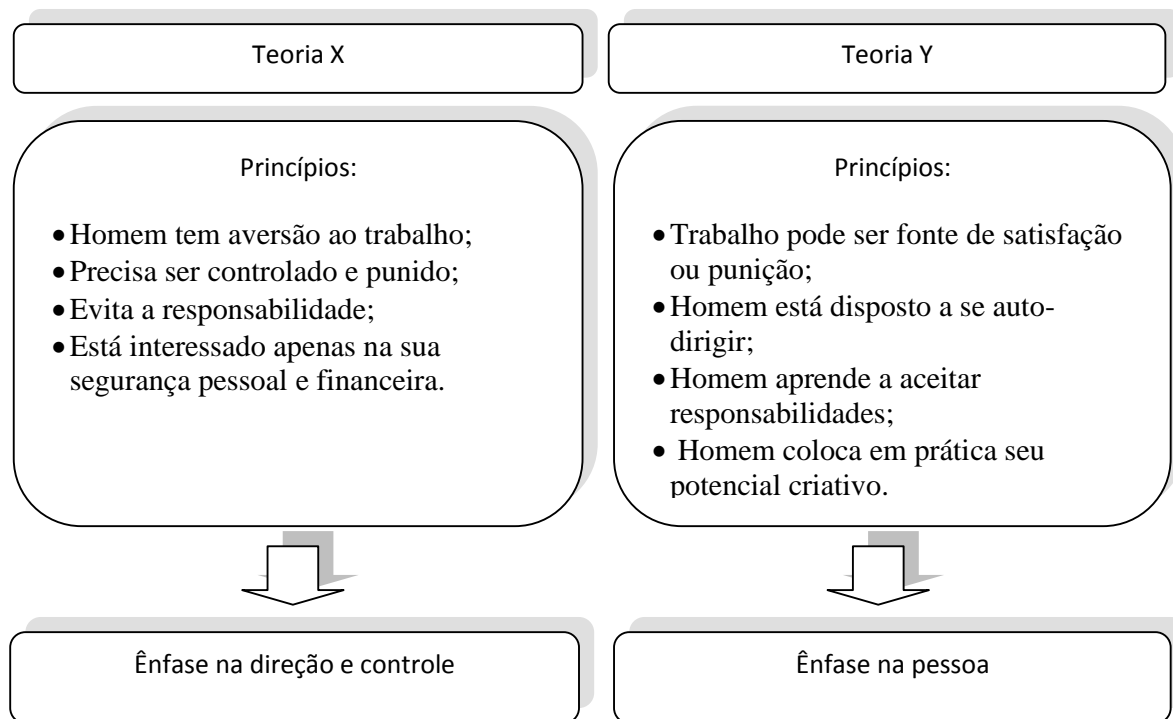 Teoria X
Princípios:
•Homem tem aversão ao trabalho;
•Precisa ser controlado e punido;
•Evita a responsabilidade;
•Está interessado apenas na sua
segurança pessoal e financeira.
Ênfase na direção e controle
Teoria Y
Princípios:
•Trabalho pode ser fonte de satisfação
ou punição;
•Homem está disposto a se auto-
dirigir;
•Homem aprende a aceitar
responsabilidades;
• Homem coloca em prática seu
potencial criativo.
Ênfase na pessoa